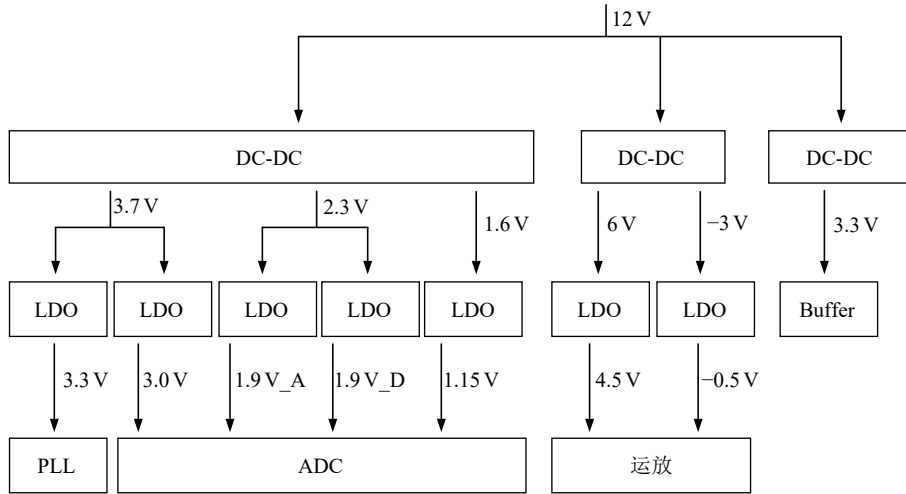 12 V
DC-DC DC-DC DC-DC
3.7 V 2.3 V 1.6 V 6 V −3 V 3.3 V
LDO LDO LDO LDO LDO LDO LDO Buffer
3.3 V 3.0 V 1.9 V_A 1.9 V_D 1.15 V 4.5 V −0.5 V
PLL ADC 运放